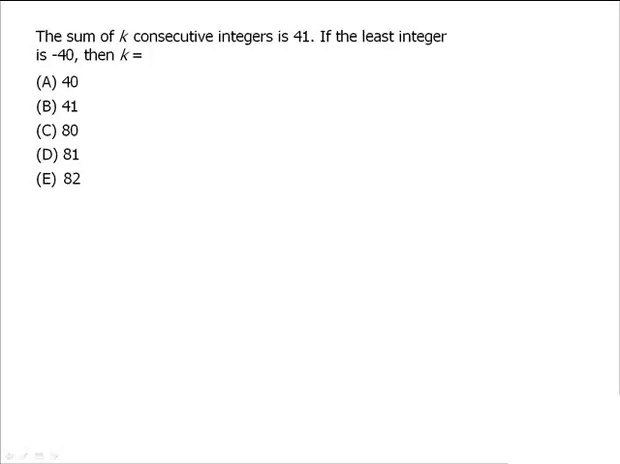 The sum of k consecutive integers is 41. If the least integer
is -40, then k =
(A) 40
(B) 41
(C) 80
(D) 81
(E) 82